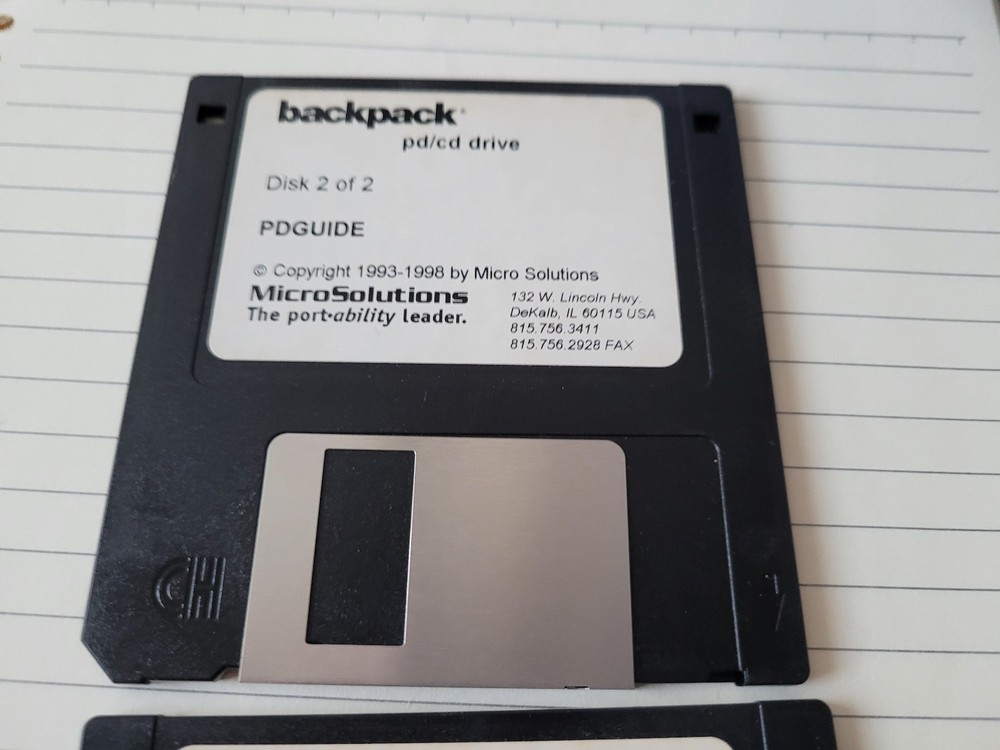 backpack
pd/cd drive
Disk 2 of 2
PDGUIDE
© Copyright 1993-1998 by Micro Solutions
MicroSolutions
The port•ability leader.
132 W. Lincoln Hwy.
DeKalb, IL 60115 USA
815.756.3411
815.756.2928 FAX